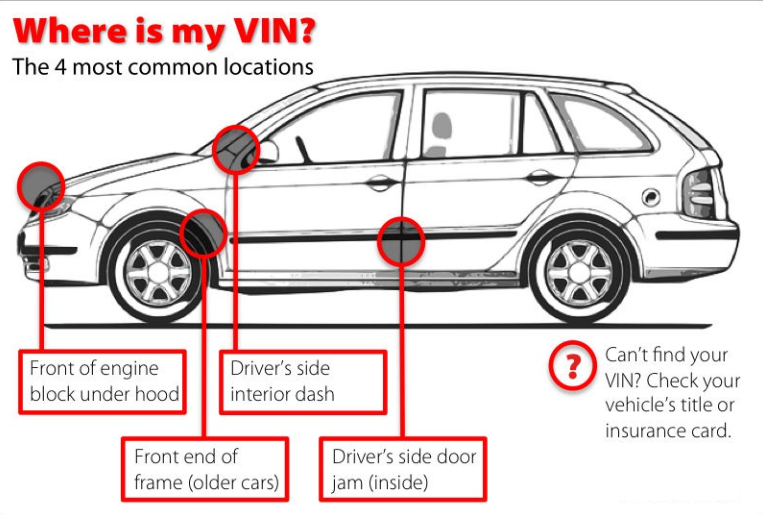 Where is my VIN?
The 4 most common locations
Front of engine
block under hood
Driver's side
interior dash
Front end of
frame (older cars)
Driver's side door
jam (inside)
?
Can't find your
VIN? Check your
vehicle's title or
insurance card.